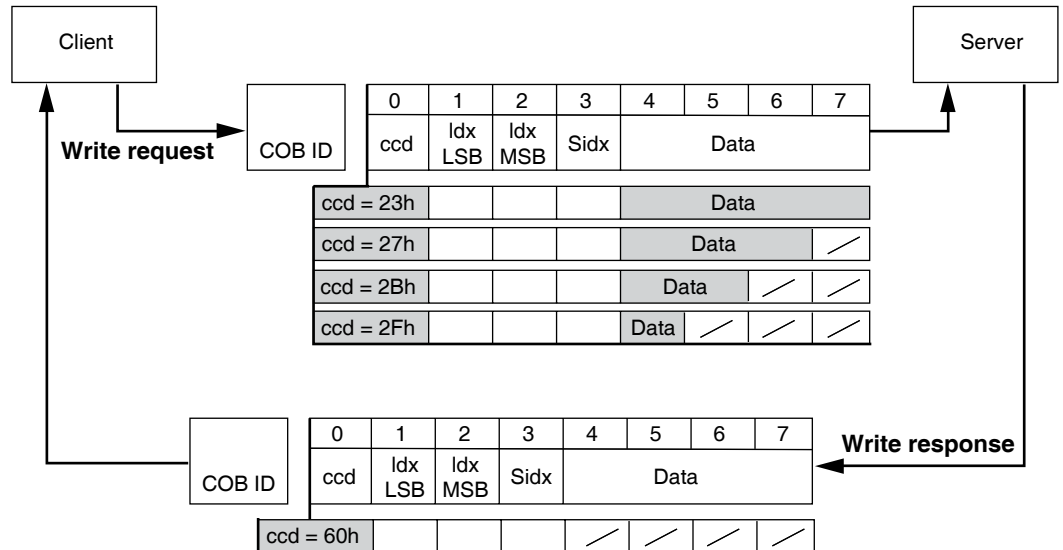 Client
Server
Write request
COB ID
0 1 2 3 4 5 6 7
ccd Idx LSB Idx MSB Sidx Data
ccd = 23h Data
ccd = 27h Data
ccd = 2Bh Data
ccd = 2Fh Data
Write response
COB ID
0 1 2 3 4 5 6 7
ccd Idx LSB Idx MSB Sidx Data
ccd = 60h